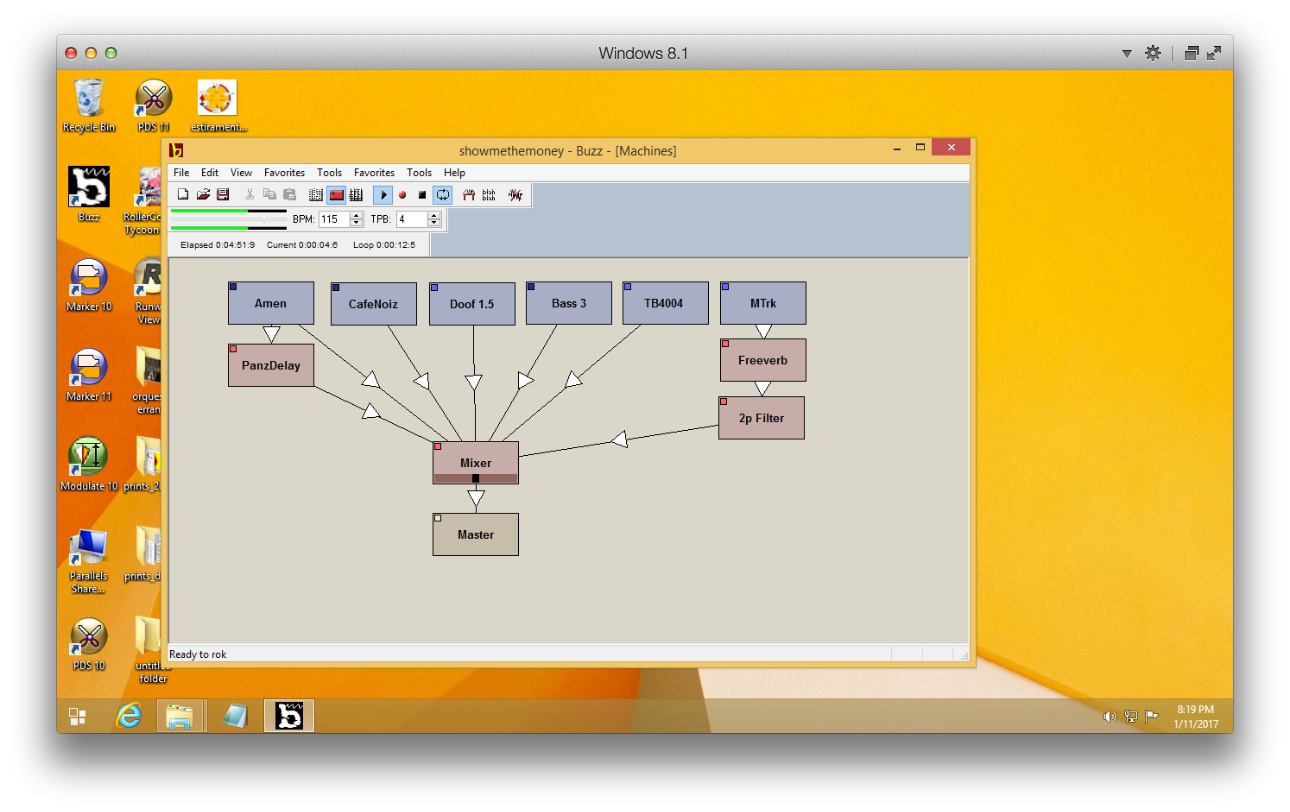 Windows 8.1
Recycle Bin
PDS 11
estirament...
showmethemoney - Buzz - [Machines]
File Edit View Favorites Tools Favorites Tools Help
BPM: 115 TPB: 4
Elapsed 0:04:51:9 Current 0:00:04:6 Loop 0:00:12:5
Buzz
RollerCo
Tycoon
Amen
CafeNoiz
Doof 1.5
Bass 3
TB4004
MTrk
Marker 10
Runw
View
PanzDelay
Freeverb
Marker 11
orques
erran
2p Filter
Mixer
Modulate 10
prints_2
Master
Parallels
Share...
prints_d
Ready to rok
PDS 10
untitl...
folder
8:19 PM
1/11/2017